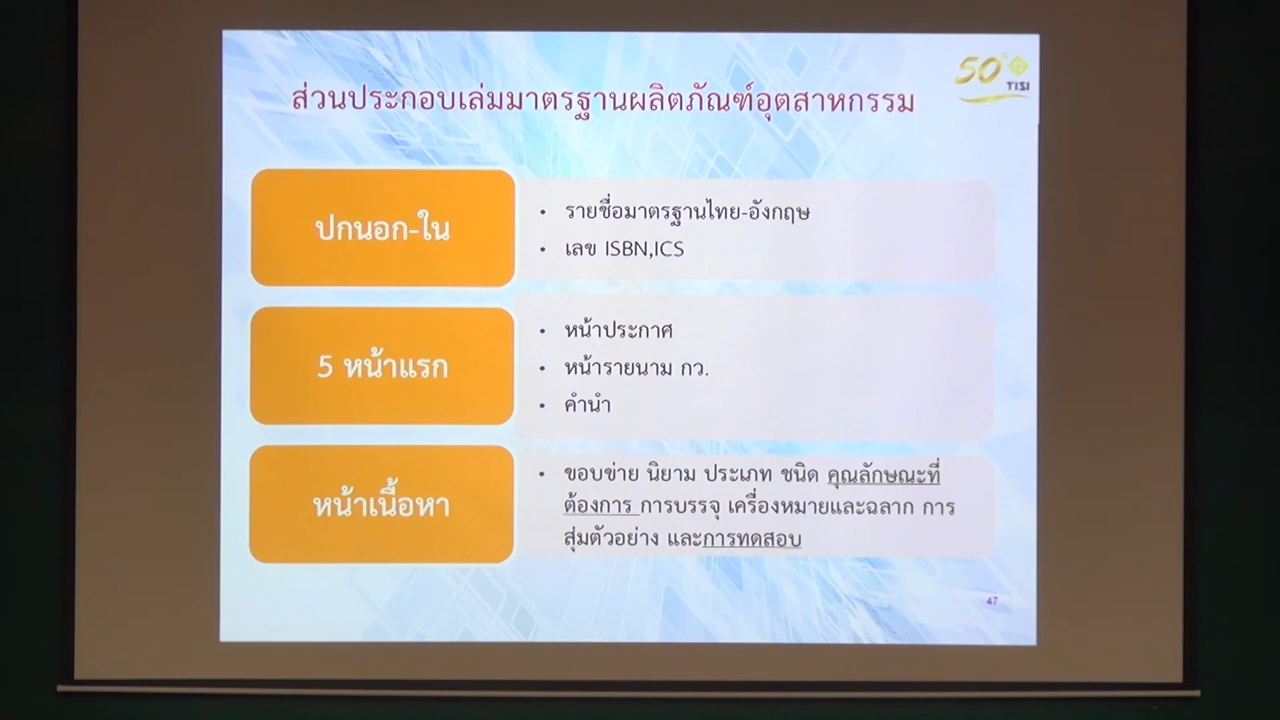 50 TISI
ส่วนประกอบเล่มมาตรฐานผลิตภัณฑ์อุตสาหกรรม
ปกนอก-ใน
• รายชื่อมาตรฐานไทย-อังกฤษ
• เลข ISBN,ICS
5 หน้าแรก
• หน้าประกาศ
• หน้ารายนาม กว.
• คำนำ
หน้าเนื้อหา
• ขอบข่าย นิยาม ประเภท ชนิด คุณลักษณะที่
ต้องการ การบรรจุ เครื่องหมายและฉลาก การ
สุ่มตัวอย่าง และการทดสอบ
47